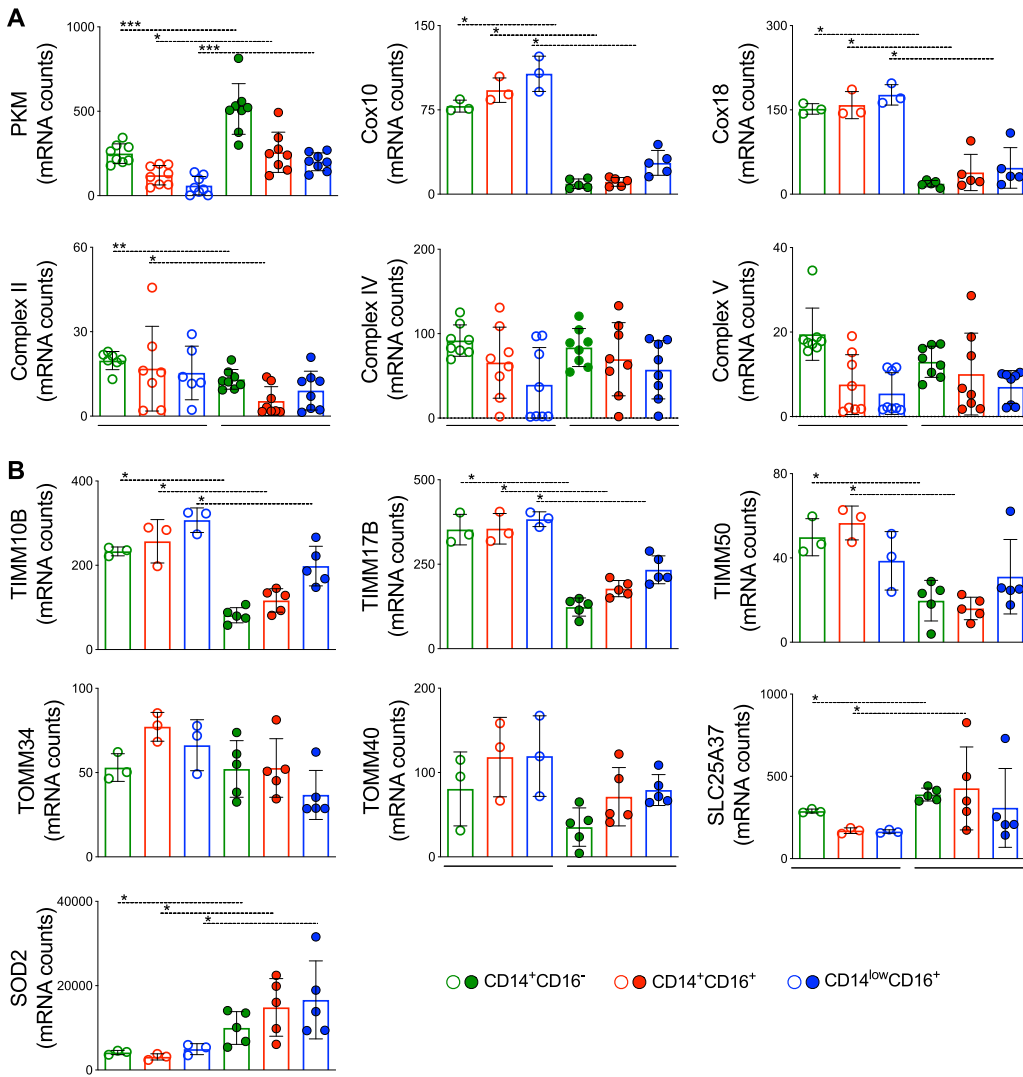 A
PKM
(mRNA counts)
1000
500
0
***
*
***
Cox10
(mRNA counts)
150
75
0
*
*
*
Cox18
(mRNA counts)
300
150
0
*
*
*
Complex II
(mRNA counts)
60
30
0
**
*
Complex IV
(mRNA counts)
200
100
0
Complex V
(mRNA counts)
40
20
0
B
TIMM10B
(mRNA counts)
400
200
0
*
*
*
TIMM17B
(mRNA counts)
500
250
0
*
*
*
TIMM50
(mRNA counts)
80
40
0
*
*
TOMM34
(mRNA counts)
100
50
0
TOMM40
(mRNA counts)
200
100
0
SLC25A37
(mRNA counts)
1000
500
0
*
*
SOD2
(mRNA counts)
40000
20000
0
*
*
*
CD14⁺CD16⁻
CD14⁺CD16⁺
CD14ˡᵒʷCD16⁺